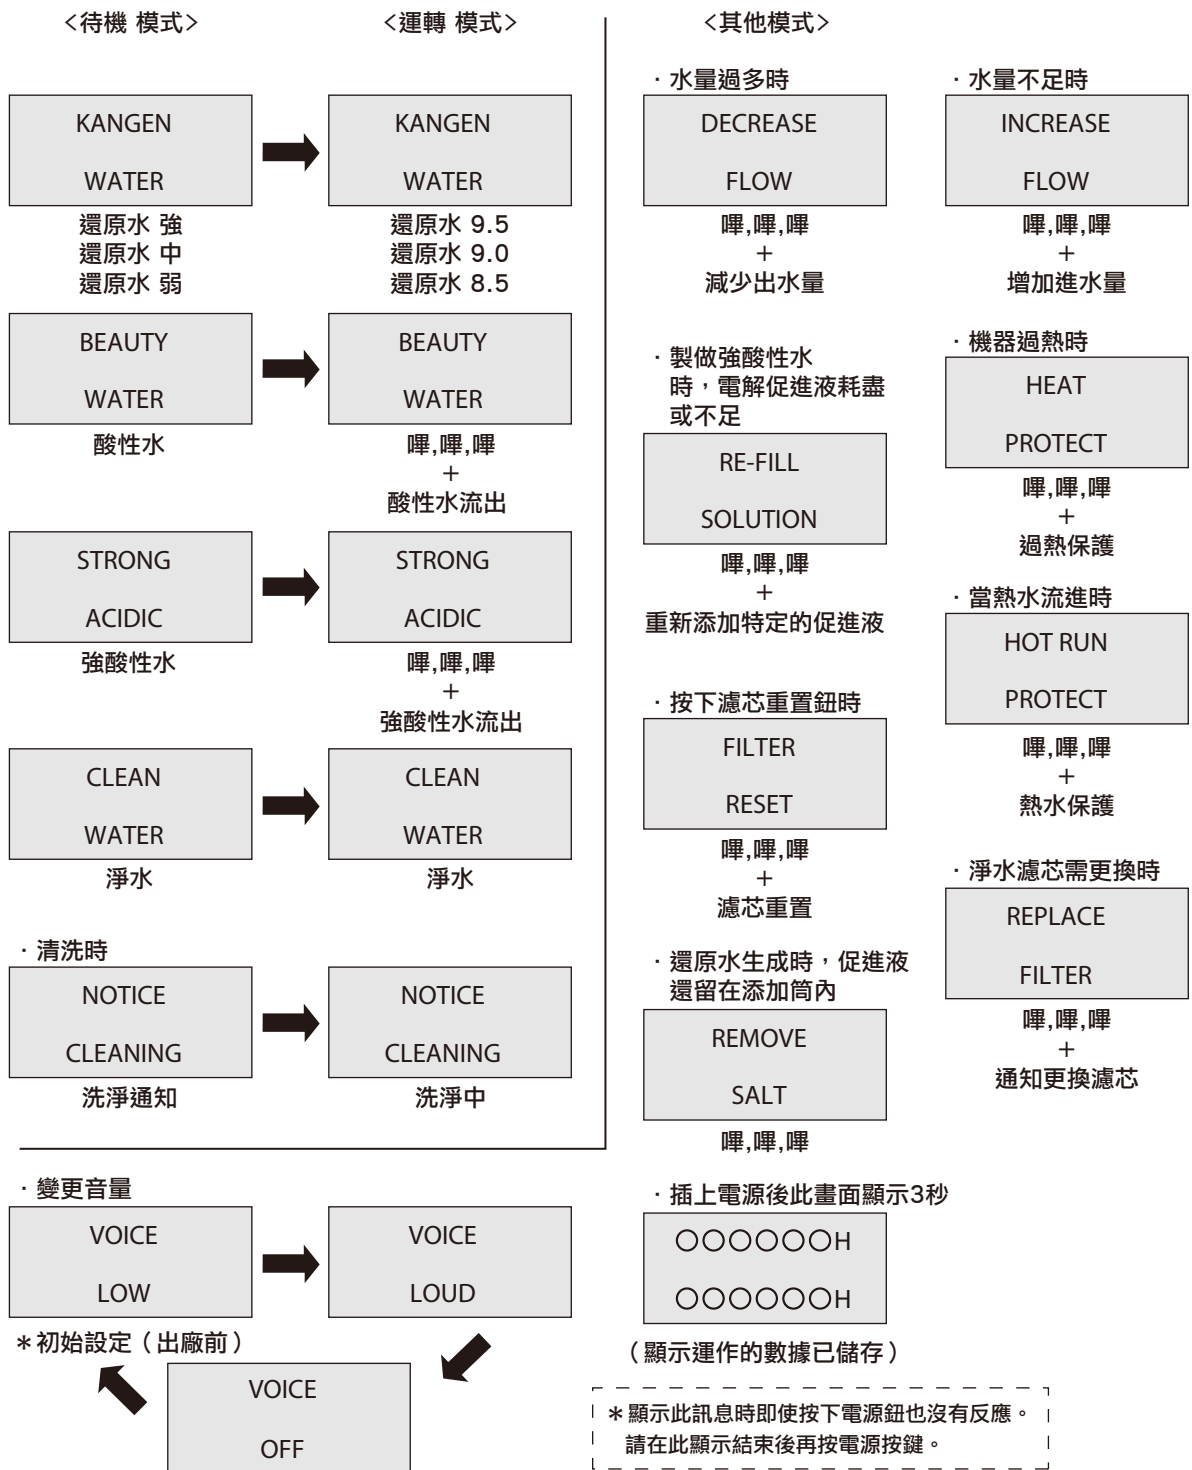 <待機 模式>
<運轉 模式>
KANGEN
WATER
還原水 強
還原水 中
還原水 弱
KANGEN
WATER
還原水 9.5
還原水 9.0
還原水 8.5
BEAUTY
WATER
酸性水
BEAUTY
WATER
嗶,嗶,嗶
+
酸性水流出
STRONG
ACIDIC
強酸性水
STRONG
ACIDIC
嗶,嗶,嗶
+
強酸性水流出
CLEAN
WATER
淨水
CLEAN
WATER
淨水
·清洗時
NOTICE
CLEANING
洗淨通知
NOTICE
CLEANING
洗淨中
·變更音量
VOICE
LOW
*初始設定(出廠前)
VOICE
LOUD
VOICE
OFF
<其他模式>
·水量過多時
DECREASE
FLOW
嗶,嗶,嗶
+
減少出水量
·製做強酸性水
時,電解促進液耗盡
或不足
RE-FILL
SOLUTION
嗶,嗶,嗶
+
重新添加特定的促進液
·按下濾芯重置鈕時
FILTER
RESET
嗶,嗶,嗶
+
濾芯重置
·還原水生成時,促進液
還留在添加筒內
REMOVE
SALT
嗶,嗶,嗶
·插上電源後此畫面顯示3秒
○○○○○○H
○○○○○○H
(顯示運作的數據已儲存)
*顯示此訊息時即使按下電源鈕也沒有反應。
請在此顯示結束後再按電源按鍵。
·水量不足時
INCREASE
FLOW
嗶,嗶,嗶
+
增加進水量
·機器過熱時
HEAT
PROTECT
嗶,嗶,嗶
+
過熱保護
·當熱水流進時
HOT RUN
PROTECT
嗶,嗶,嗶
+
熱水保護
·淨水濾芯需更換時
REPLACE
FILTER
嗶,嗶,嗶
+
通知更換濾芯